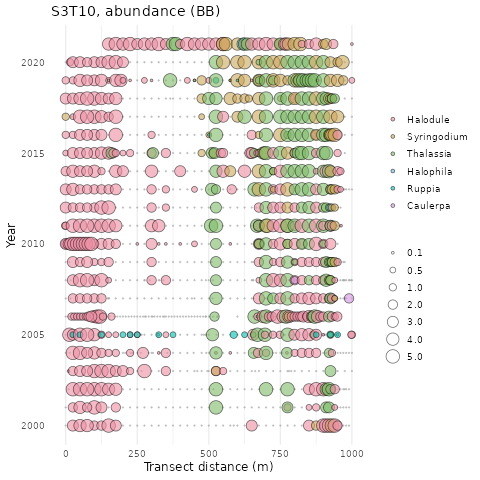 S3T10, abundance (BB)
2020
2015
2010
2005
2000
Year
0
250
500
750
1000
Transect distance (m)
Halodule
Syringodium
Thalassia
Halophila
Ruppia
Caulerpa
0.1
0.5
1.0
2.0
3.0
4.0
5.0